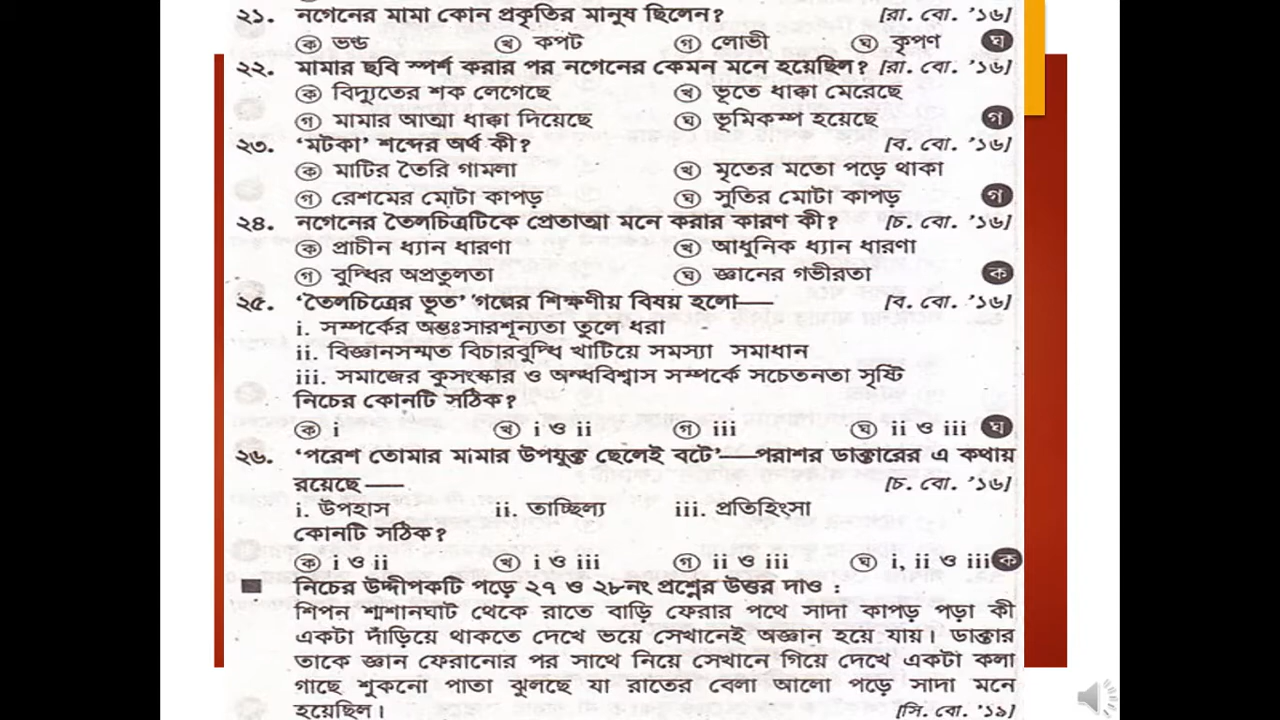 ২১. নগেনের মামা কোন প্রকৃতির মানুষ ছিলেন? [রা. বো. '১৬]
ক ভন্ড খ কপট গ লোভী ঘ কৃপণ ঘ
২২. মামার ছবি স্পর্শ করার পর নগেনের কেমন মনে হয়েছিল? [রা. বো. '১৬]
ক বিদ্যুতের শক লেগেছে খ ভূতে ধাক্কা মেরেছে
গ মামার আত্মা ধাক্কা দিয়েছে ঘ ভূমিকম্প হয়েছে গ
২৩. 'মটকা' শব্দের অর্থ কী? [ব. বো. '১৬]
ক মাটির তৈরি গামলা খ মৃতের মতো পড়ে থাকা
গ রেশমের মোটা কাপড় ঘ সুতির মোটা কাপড় গ
২৪. নগেনের তৈলচিত্রটিকে প্রেতাত্মা মনে করার কারণ কী? [চ. বো. '১৬]
ক প্রাচীন ধ্যান ধারণা খ আধুনিক ধ্যান ধারণা
গ বুদ্ধির অপ্রতুলতা ঘ জ্ঞানের গভীরতা ক
২৫. 'তৈলচিত্রের ভূত' গল্পের শিক্ষণীয় বিষয় হলো— [ব. বো. '১৬]
i. সম্পর্কের অন্তঃসারশূন্যতা তুলে ধরা
ii. বিজ্ঞানসম্মত বিচারবুদ্ধি খাটিয়ে সমস্যা সমাধান
iii. সমাজের কুসংস্কার ও অন্ধবিশ্বাস সম্পর্কে সচেতনতা সৃষ্টি
নিচের কোনটি সঠিক?
ক i খ i ও ii গ iii ঘ ii ও iii ঘ
২৬. 'পরেশ তোমার মামার উপযুক্ত ছেলেই বটে'—পরাশর ডাক্তারের এ কথায়
রয়েছে— [চ. বো. '১৬]
i. উপহাস ii. তাচ্ছিল্য iii. প্রতিহিংসা
কোনটি সঠিক?
ক i ও ii খ i ও iii গ ii ও iii ঘ i, ii ও iii ক
■ নিচের উদ্দীপকটি পড়ে ২৭ ও ২৮নং প্রশ্নের উত্তর দাও :
শিপন শ্মশানঘাট থেকে রাতে বাড়ি ফেরার পথে সাদা কাপড় পড়া কী
একটা দাঁড়িয়ে থাকতে দেখে ভয়ে সেখানেই অজ্ঞান হয়ে যায়। ডাক্তার
তাকে জ্ঞান ফেরানোর পর সাথে নিয়ে সেখানে গিয়ে দেখে একটা কলা
গাছে শুকনো পাতা ঝুলছে যা রাতের বেলা আলো পড়ে সাদা মনে
হয়েছিল। [সি. বো. '১৯]